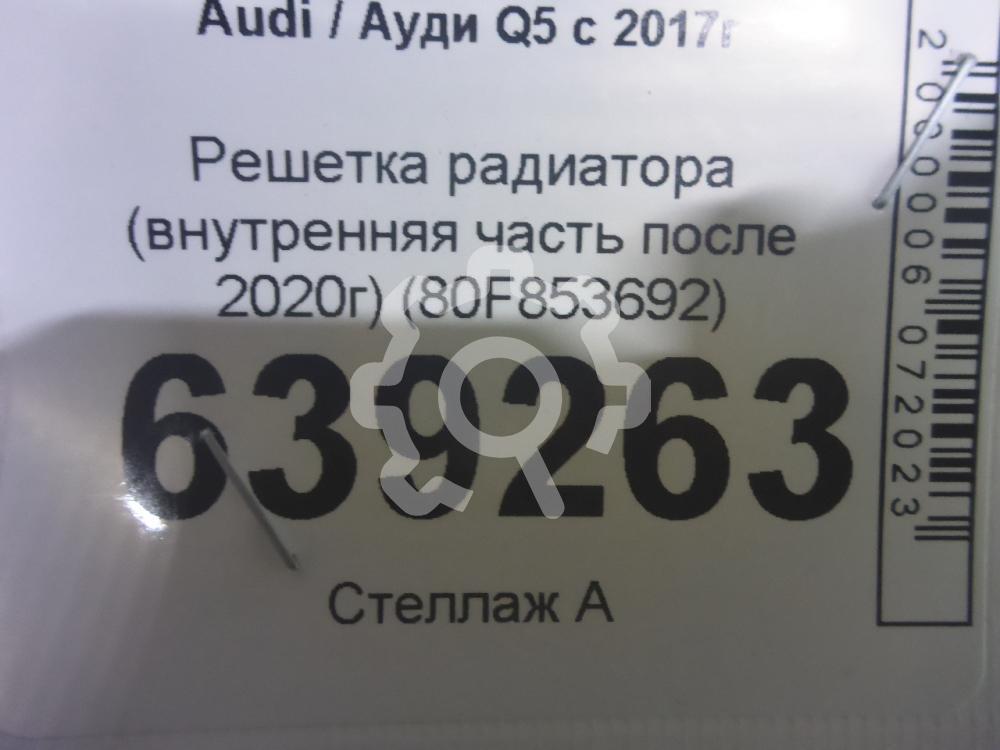 Audi / Ауди Q5 с 2017г
Решетка радиатора
(внутренняя часть после
2020г) (80F853692)
639263
Стеллаж А
2000006072023